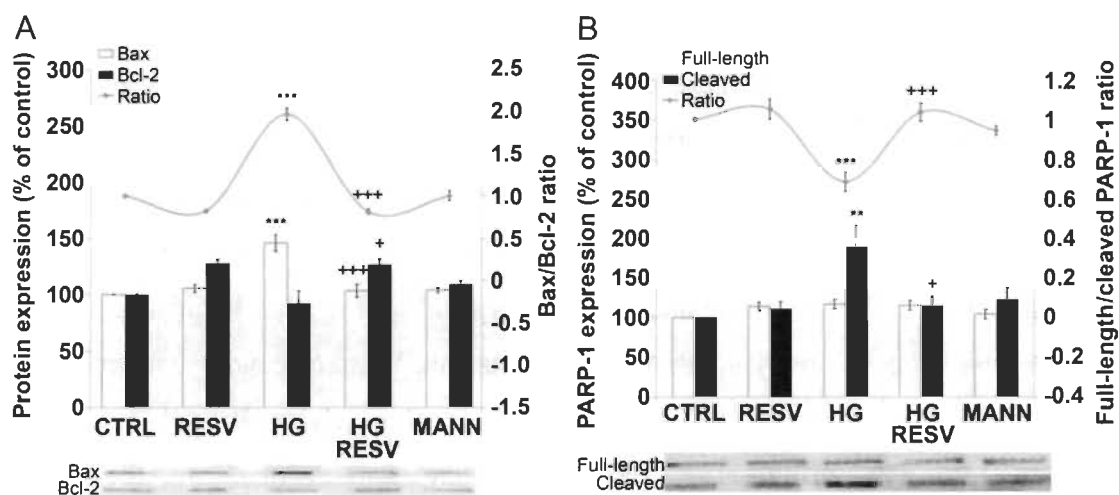 A
Bax
Bcl-2
Ratio
Protein expression (% of control)
300
250
200
150
100
50
0
2.5
2.0
1.5
1.0
0.5
0
-0.5
-1.0
-1.5
Bax/Bcl-2 ratio
***
***
+++
+++
+
CTRL RESV HG HG RESV MANN
Bax
Bcl-2
B
Full-length
Cleaved
Ratio
PARP-1 expression (% of control)
400
350
300
250
200
150
100
50
0
1.2
1
0.8
0.6
0.4
0.2
0
-0.2
-0.4
Full-length/cleaved PARP-1 ratio
+++
***
**
+
CTRL RESV HG HG RESV MANN
Full-length
Cleaved